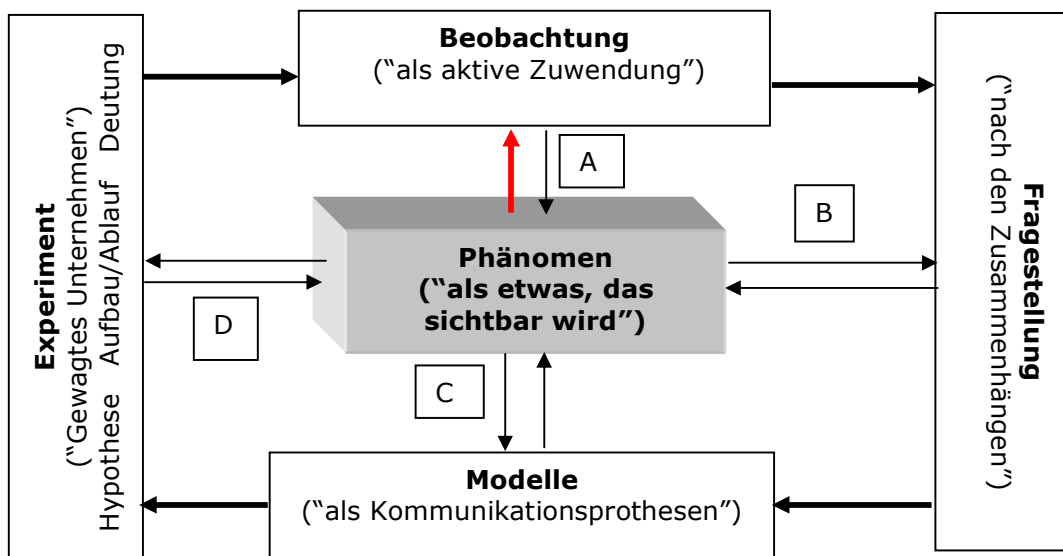 Beobachtung
(“als aktive Zuwendung”)
A
B
Phänomen
(“als etwas, das
sichtbar wird”)
D
C
Modelle
(“als Kommunikationsprothesen”)
Experiment
(“Gewagtes Unternehmen”)
Hypothese Aufbau/Ablauf Deutung
Fragestellung
(“nach den Zusammenhängen”)